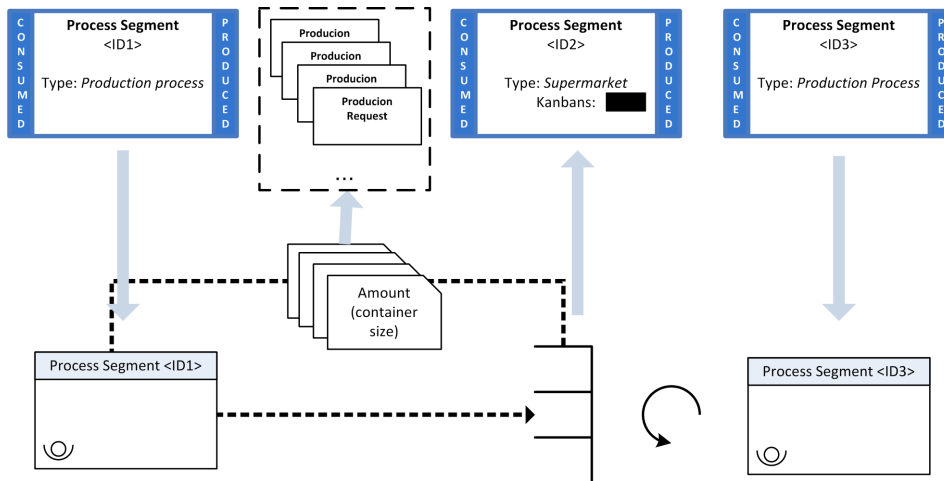 CONSUMED
Process Segment
<ID1>
Type: Production process
PRODUCED
Producion
Producion
Producion
Producion
Request
...
CONSUMED
Process Segment
<ID2>
Type: Supermarket
Kanbans:
PRODUCED
CONSUMED
Process Segment
<ID3>
Type: Production Process
PRODUCED
Amount
(container
size)
Process Segment <ID1>
Process Segment <ID3>